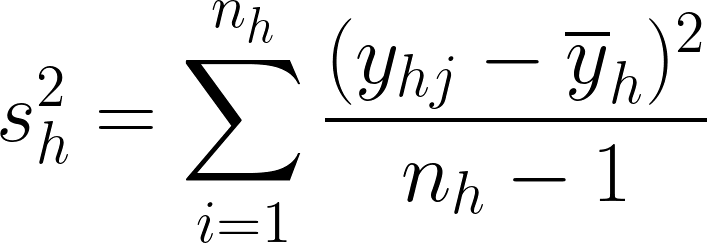 s_h^2 = \sum_{i=1}^{n_h} \frac{(y_{hj} - \overline{y}_h)^2}{n_h - 1}